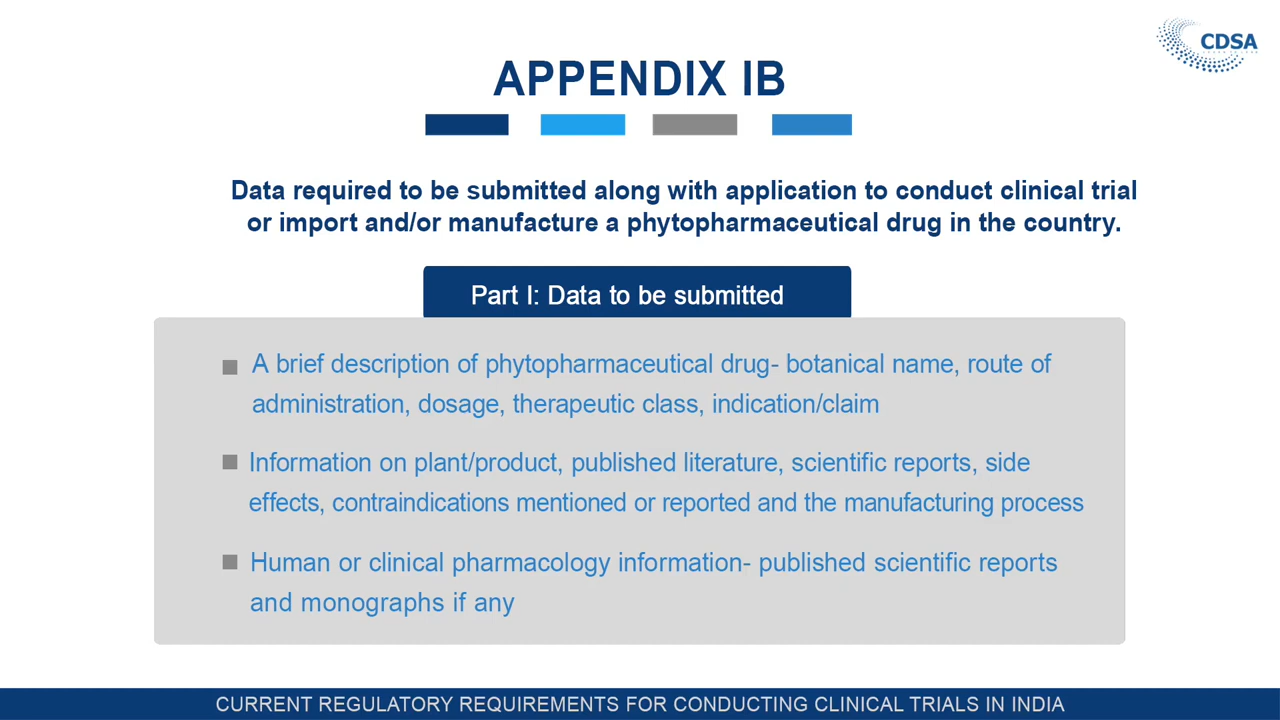 CDSA
APPENDIX IB
Data required to be submitted along with application to conduct clinical trial
or import and/or manufacture a phytopharmaceutical drug in the country.
Part I: Data to be submitted
A brief description of phytopharmaceutical drug- botanical name, route of
administration, dosage, therapeutic class, indication/claim
Information on plant/product, published literature, scientific reports, side
effects, contraindications mentioned or reported and the manufacturing process
Human or clinical pharmacology information- published scientific reports
and monographs if any
CURRENT REGULATORY REQUIREMENTS FOR CONDUCTING CLINICAL TRIALS IN INDIA